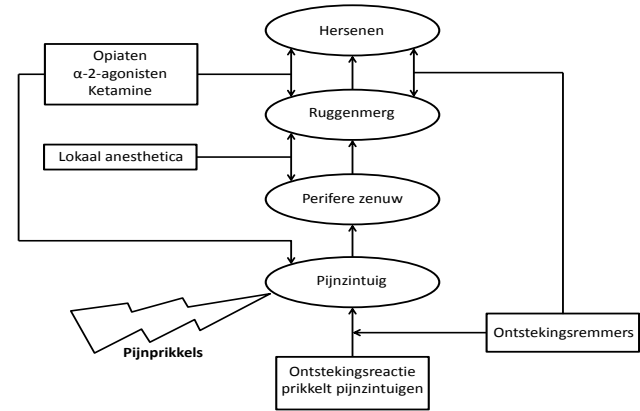 Hersenen
Opiaten
α-2-agonisten
Ketamine
Ruggenmerg
Lokaal anesthetica
Perifere zenuw
Pijnzintuig
Pijnprikkels
Ontstekingsremmers
Ontstekingsreactie
prikkelt pijnzintuigen